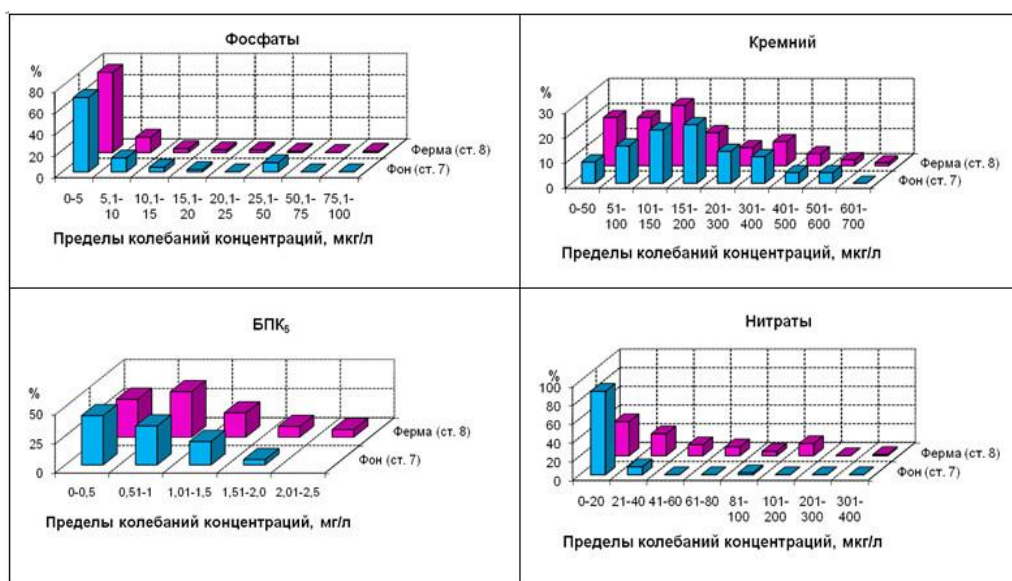 Фосфаты
%
80
60
40
20
0
Ферма (ст. 8)
Фон (ст. 7)
0-5 5,1- 10,1- 15,1- 20,1- 25,1- 50,1- 75,1-
10 15 20 25 50 75 100
Пределы колебаний концентраций, мкг/л
Кремний
%
30
20
10
0
Ферма (ст. 8)
Фон (ст. 7)
0-50 51- 101- 151- 201- 301- 401- 501- 601-
100 150 200 300 400 500 600 700
Пределы колебаний концентраций, мкг/л
БПК₅
%
50
25
0
Ферма (ст. 8)
Фон (ст. 7)
0-0,5 0,51-1 1,01-1,5 1,51-2,0 2,01-2,5
Пределы колебаний концентраций, мг/л
Нитраты
%
100
80
60
40
20
0
Ферма (ст. 8)
Фон (ст. 7)
0-20 21-40 41-60 61-80 81- 101- 201- 301-
100 200 300 400
Пределы колебаний концентраций, мкг/л